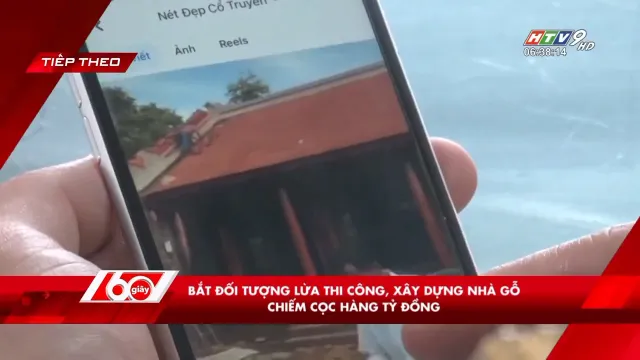 Nét Đẹp Cổ Truyền
TIẾP THEO
Ảnh
Reels
HTV9 HD
06:38:14
60 giây
BẮT ĐỐI TƯỢNG LỪA THI CÔNG, XÂY DỰNG NHÀ GỖ
CHIẾM CỌC HÀNG TỶ ĐỒNG